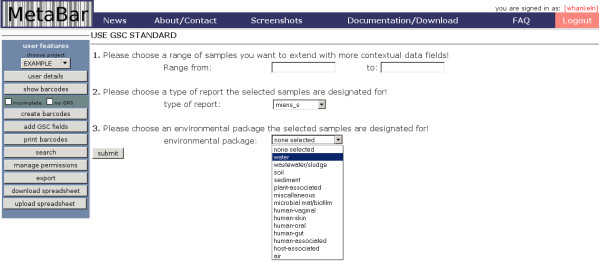 MetaBar
you are signed in as: [whankeln]
News About/Contact Screenshots Documentation/Download FAQ Logout
USE GSC STANDARD
user features
choose project
EXAMPLE
user details
show barcodes
incomplete no GPS
create barcodes
add GSC fields
print barcodes
search
manage permissions
export
download spreadsheet
upload spreadsheet
1. Please choose a range of samples you want to extend with more contextual data fields!
Range from: to:
2. Please choose a type of report the selected samples are designated for!
type of report: miens_s
3. Please choose an environmental package the selected samples are designated for!
environmental package: none selected
submit
none selected
water
wastewater/sludge
soil
sediment
plant-associated
miscellaneous
microbial mat/biofilm
human-vaginal
human-skin
human-oral
human-gut
human-associated
host-associated
air